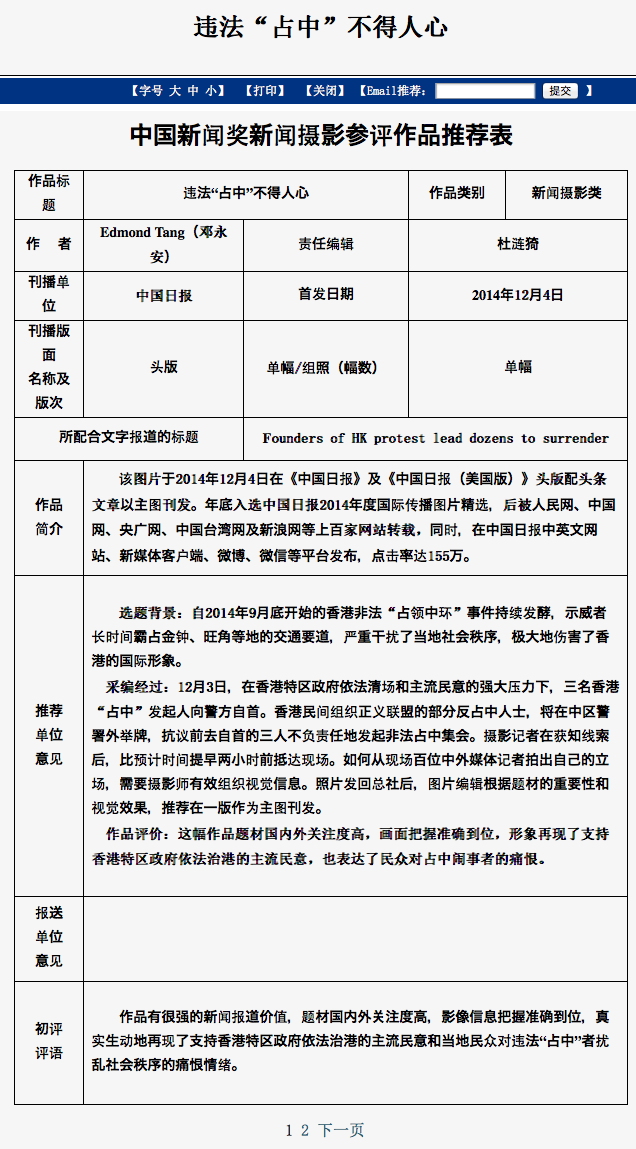 违法“占中”不得人心
【字号 大 中 小】 【打印】 【关闭】 【Email推荐： 提交 】
中国新闻奖新闻摄影参评作品推荐表
作品标题 违法“占中”不得人心 作品类别 新闻摄影类
作 者 Edmond Tang（邓永安） 责任编辑 杜涟猗
刊播单位 中国日报 首发日期 2014年12月4日
刊播版面名称及版次 头版 单幅/组照（幅数） 单幅
所配合文字报道的标题 Founders of HK protest lead dozens to surrender
作品简介
该图片于2014年12月4日在《中国日报》及《中国日报（美国版）》头版配头条
文章以主图刊发。年底入选中国日报2014年度国际传播图片精选，后被人民网、中国
网、央广网、中国台湾网及新浪网等上百家网站转载，同时，在中国日报中英文网
站、新媒体客户端、微博、微信等平台发布，点击率达155万。
推荐单位意见
选题背景：自2014年9月底开始的香港非法“占领中环”事件持续发酵，示威者
长时间霸占金钟、旺角等地的交通要道，严重干扰了当地社会秩序，极大地伤害了香
港的国际形象。
采编经过：12月3日，在香港特区政府依法清场和主流民意的强大压力下，三名香港
“占中”发起人向警方自首。香港民间组织正义联盟的部分反占中人士，将在中区警
署外举牌，抗议前去自首的三人不负责任地发起非法占中集会。摄影记者在获知线索
后，比预计时间提早两小时前抵达现场。如何从现场百位中外媒体记者拍出自己的立
场，需要摄影师有效组织视觉信息。照片发回总社后，图片编辑根据题材的重要性和
视觉效果，推荐在一版作为主图刊发。
作品评价：这幅作品题材国内外关注度高，画面把握准确到位，形象再现了支持
香港特区政府依法治港的主流民意，也表达了民众对占中闹事者的痛恨。
报送单位意见
初评评语
作品有很强的新闻报道价值，题材国内外关注度高，影像信息把握准确到位，真
实生动地再现了支持香港特区政府依法治港的主流民意和当地民众对违法“占中”者扰
乱社会秩序的痛恨情绪。
1 2 下一页